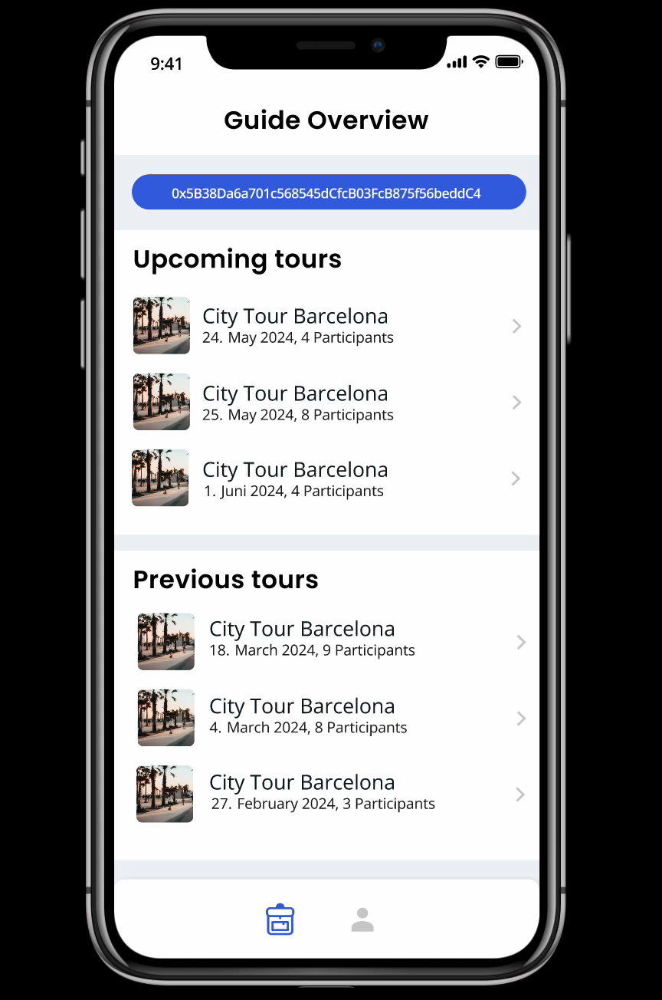 9:41
Guide Overview
0x5B38Da6a701c568545dCfcB03FcB875f56beddC4
Upcoming tours
City Tour Barcelona
24. May 2024, 4 Participants
City Tour Barcelona
25. May 2024, 8 Participants
City Tour Barcelona
1. Juni 2024, 4 Participants
Previous tours
City Tour Barcelona
18. March 2024, 9 Participants
City Tour Barcelona
4. March 2024, 8 Participants
City Tour Barcelona
27. February 2024, 3 Participants